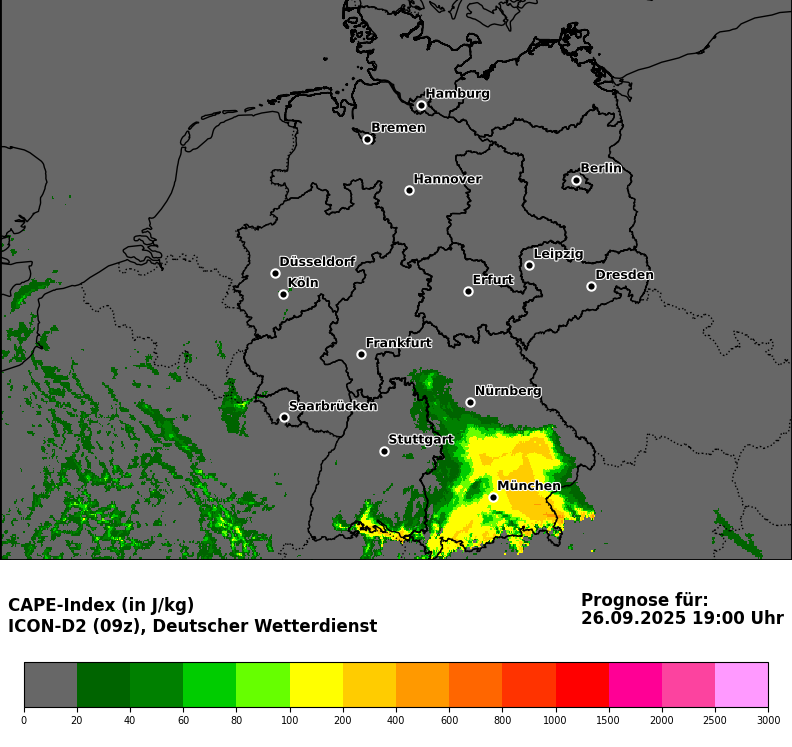 Hamburg
Bremen
Berlin
Hannover
Leipzig
Düsseldorf
Dresden
Köln
Erfurt
Frankfurt
Nürnberg
Saarbrücken
Stuttgart
München
CAPE-Index (in J/kg)
ICON-D2 (09z), Deutscher Wetterdienst
Prognose für:
26.09.2025 19:00 Uhr
0 20 40 60 80 100 200 400 600 800 1000 1500 2000 2500 3000